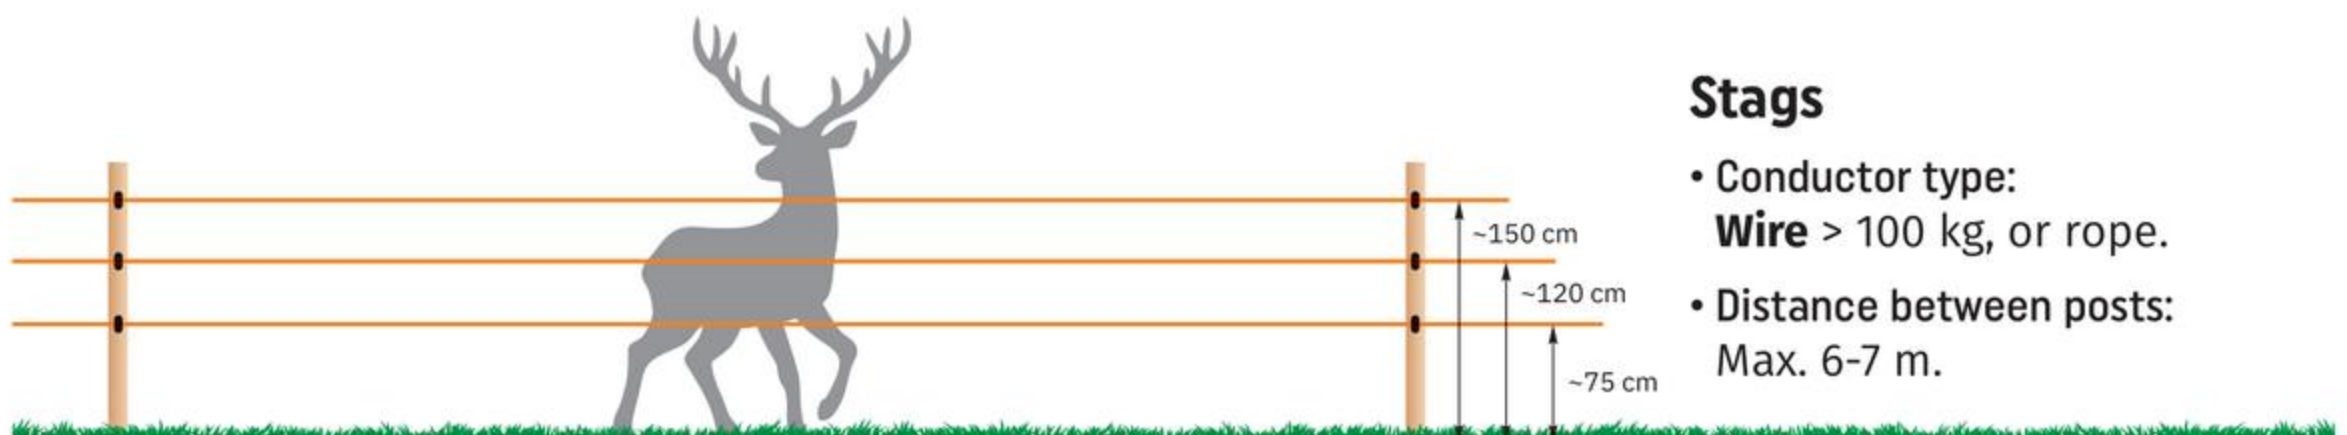 Stags
• Conductor type:
Wire > 100 kg, or rope.
• Distance between posts:
Max. 6-7 m.
~150 cm
~120 cm
~75 cm